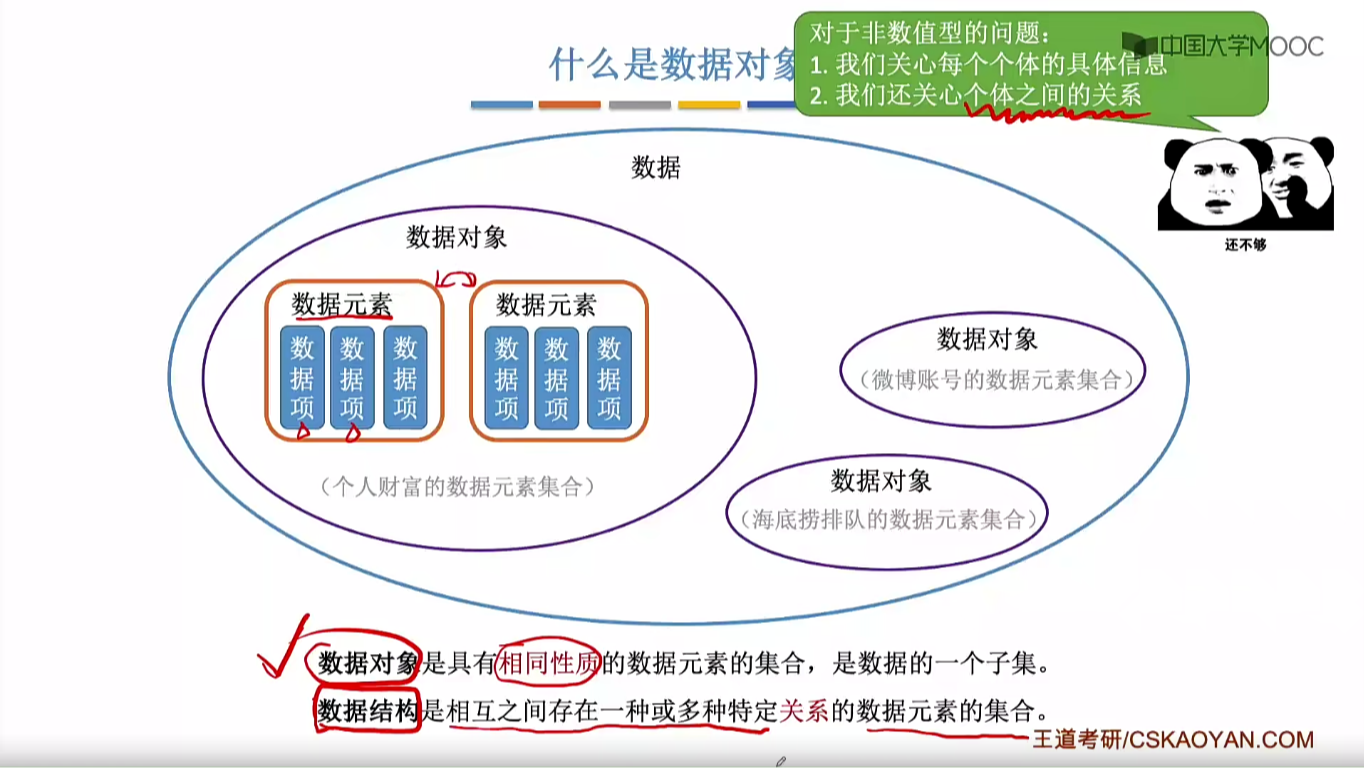 什么是数据对象
对于非数值型的问题：
1. 我们关心每个个体的具体信息
2. 我们还关心个体之间的关系
中国大学MOOC
还不够
数据
数据对象
数据元素
数据项
数据项
数据项
数据元素
数据项
数据项
数据项
（个人财富的数据元素集合）
数据对象
（微博账号的数据元素集合）
数据对象
（海底捞排队的数据元素集合）
数据对象是具有相同性质的数据元素的集合，是数据的一个子集。
数据结构是相互之间存在一种或多种特定关系的数据元素的集合。
王道考研/CSKAOYAN.COM